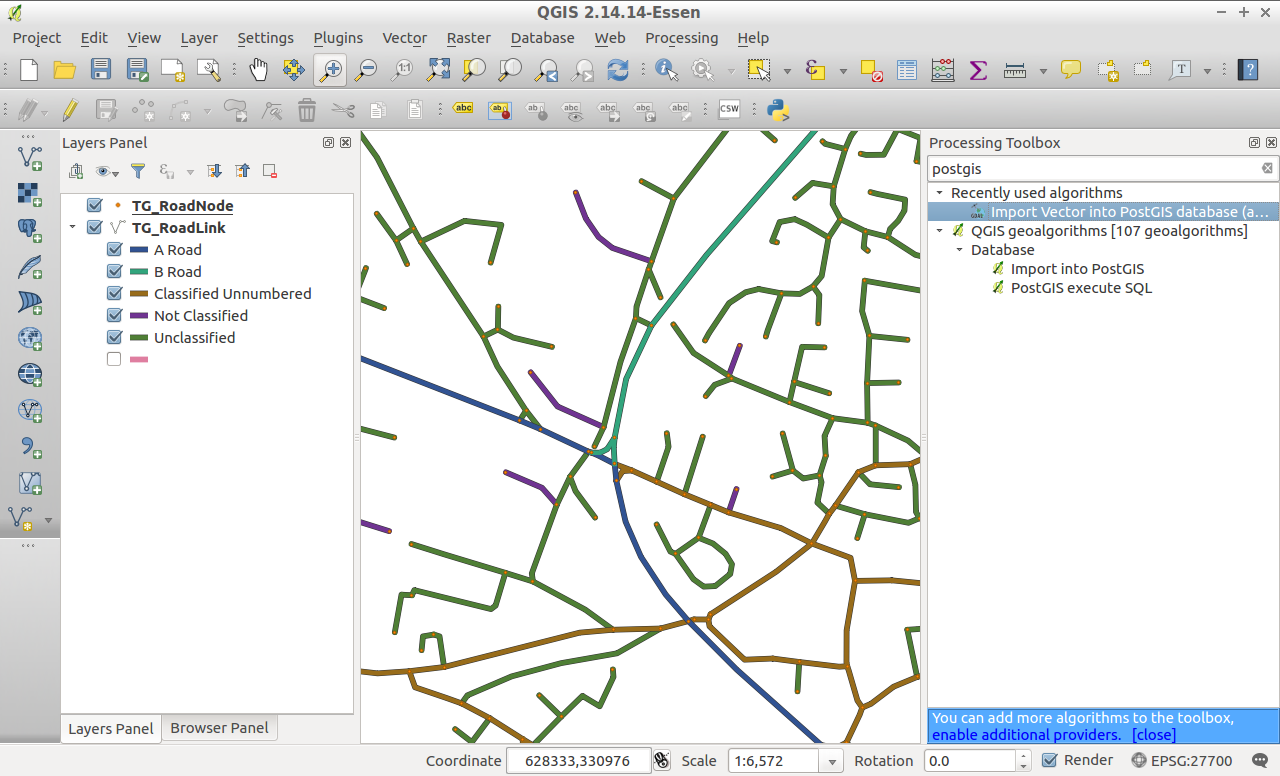 QGIS 2.14.14-Essen
Project Edit View Layer Settings Plugins Vector Raster Database Web Processing Help
1:1
T
?
abc ab abc CSW
Layers Panel
TG_RoadNode
TG_RoadLink
A Road
B Road
Classified Unnumbered
Not Classified
Unclassified
Layers Panel Browser Panel
Processing Toolbox
postgis
Recently used algorithms
Import Vector into PostGIS database (a...
QGIS geoalgorithms [107 geoalgorithms]
Database
Import into PostGIS
PostGIS execute SQL
You can add more algorithms to the toolbox,
enable additional providers. [close]
Coordinate 628333,330976 Scale 1:6,572 Rotation 0.0 Render EPSG:27700